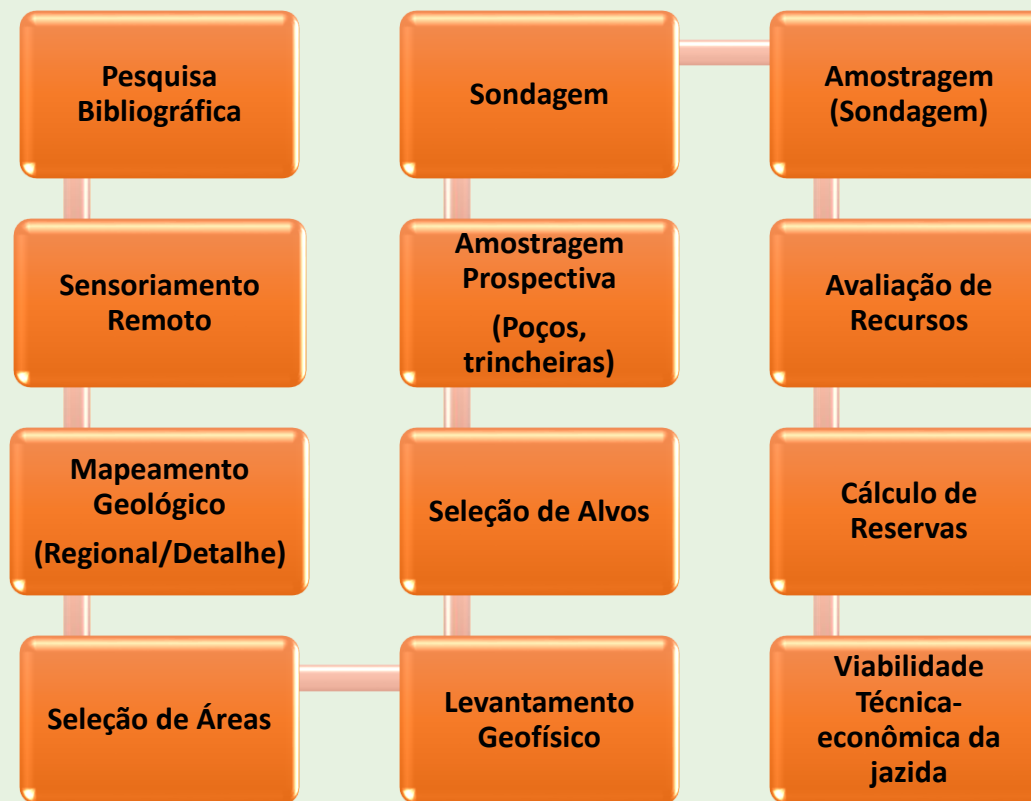 Pesquisa
Bibliográfica
Sensoriamento
Remoto
Mapeamento
Geológico
(Regional/Detalhe)
Seleção de Áreas
Levantamento
Geofísico
Seleção de Alvos
Amostragem
Prospectiva
(Poços,
trincheiras)
Sondagem
Amostragem
(Sondagem)
Avaliação de
Recursos
Cálculo de
Reservas
Viabilidade
Técnica-
econômica da
jazida